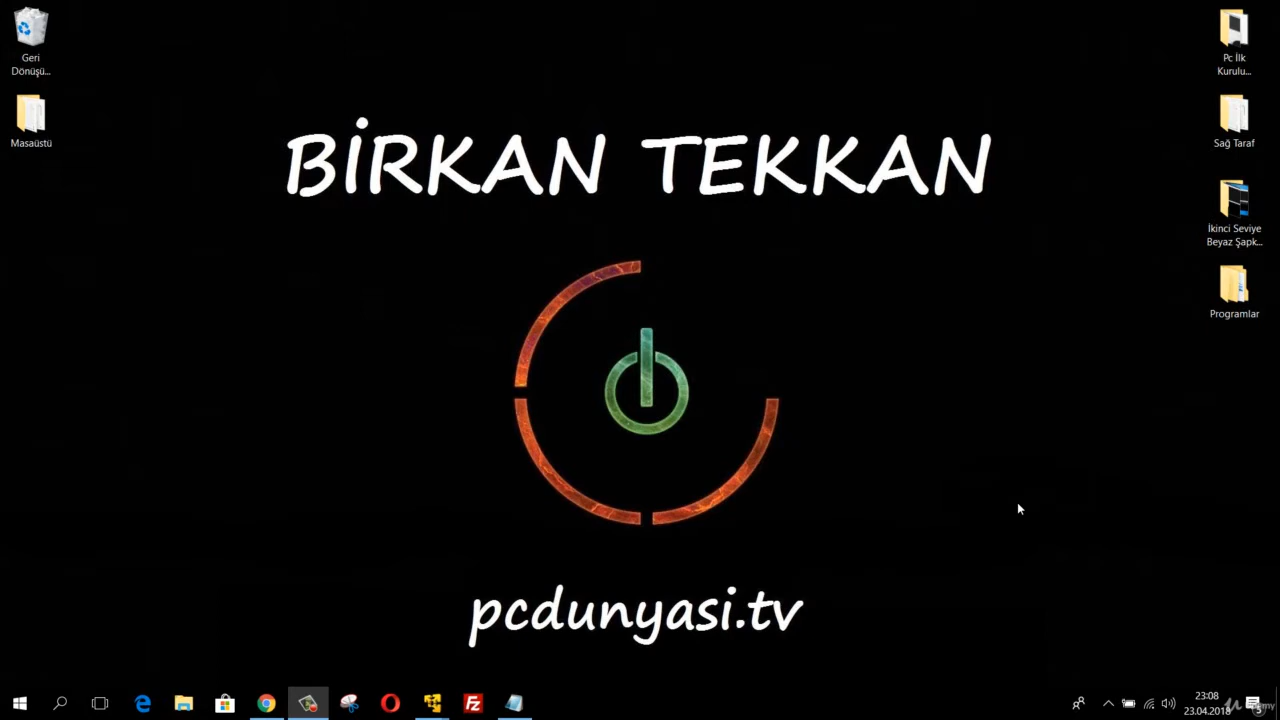 Geri
Dönüşü...
Masaüstü
BİRKAN TEKKAN
pcdunyasi.tv
Pc İlk
Kurulu...
Sağ Taraf
İkinci Seviye
Beyaz Şapk...
Programlar
Fz
23:08
23.04.2018